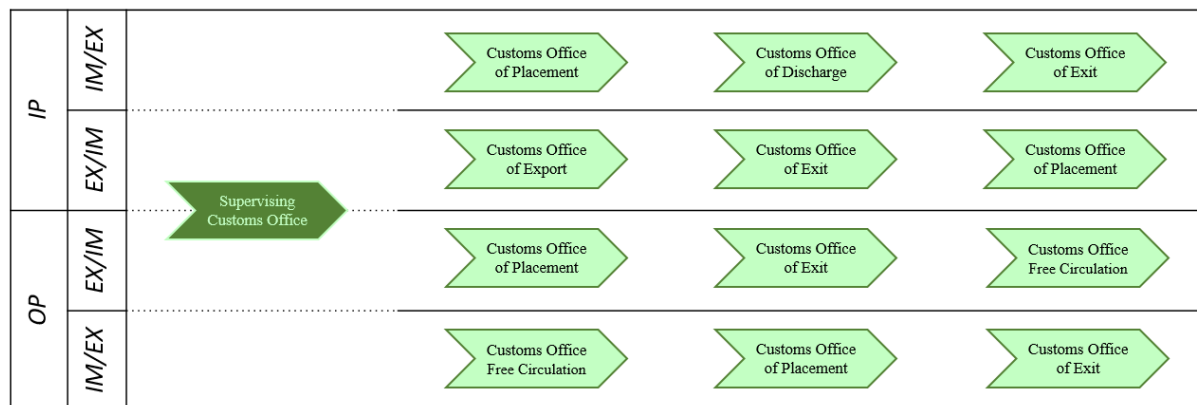 IP
IM/EX
Customs Office
of Placement
Customs Office
of Discharge
Customs Office
of Exit
EX/IM
Customs Office
of Export
Customs Office
of Exit
Customs Office
of Placement
Supervising
Customs Office
OP
EX/IM
Customs Office
of Placement
Customs Office
of Exit
Customs Office
Free Circulation
IM/EX
Customs Office
Free Circulation
Customs Office
of Placement
Customs Office
of Exit